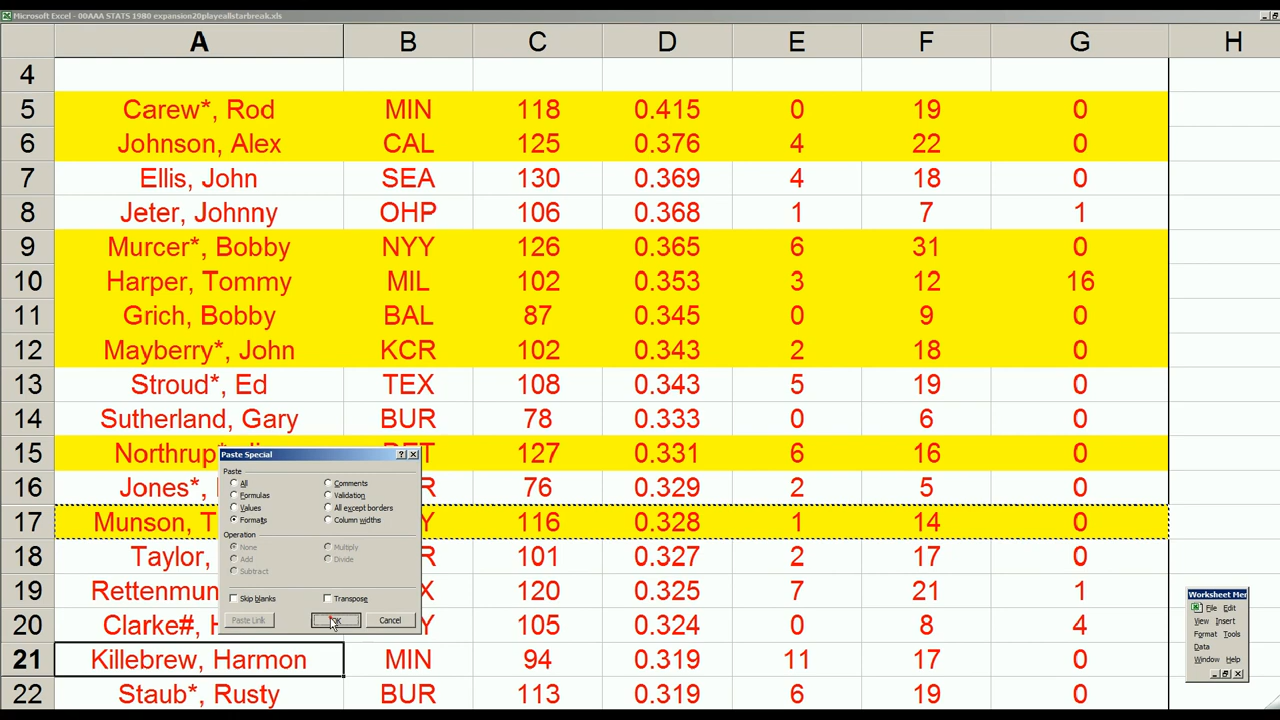 Microsoft Excel - 00AAA STATS 1980 expansion20playeallstarbreak.xls
A B C D E F G H
4
5 Carew*, Rod MIN 118 0.415 0 19 0
6 Johnson, Alex CAL 125 0.376 4 22 0
7 Ellis, John SEA 130 0.369 4 18 0
8 Jeter, Johnny OHP 106 0.368 1 7 1
9 Murcer*, Bobby NYY 126 0.365 6 31 0
10 Harper, Tommy MIL 102 0.353 3 12 16
11 Grich, Bobby BAL 87 0.345 0 9 0
12 Mayberry*, John KCR 102 0.343 2 18 0
13 Stroud*, Ed TEX 108 0.343 5 19 0
14 Sutherland, Gary BUR 78 0.333 0 6 0
15 Northrup* 127 0.331 6 16 0
16 Jones*, R 76 0.329 2 5 0
17 Munson, T Y 116 0.328 1 14 0
18 Taylor, R 101 0.327 2 17 0
19 Rettenmun X 120 0.325 7 21 1
20 Clarke#, H Y 105 0.324 0 8 4
21 Killebrew, Harmon MIN 94 0.319 11 17 0
22 Staub*, Rusty BUR 113 0.319 6 19 0
Paste Special
Paste
All Comments
Formulas Validation
Values All except borders
Formats Column widths
Operation
None Multiply
Add Divide
Subtract
Skip blanks Transpose
Paste Link OK Cancel
Worksheet Mer
File Edit
View Insert
Format Tools
Data
Window Help